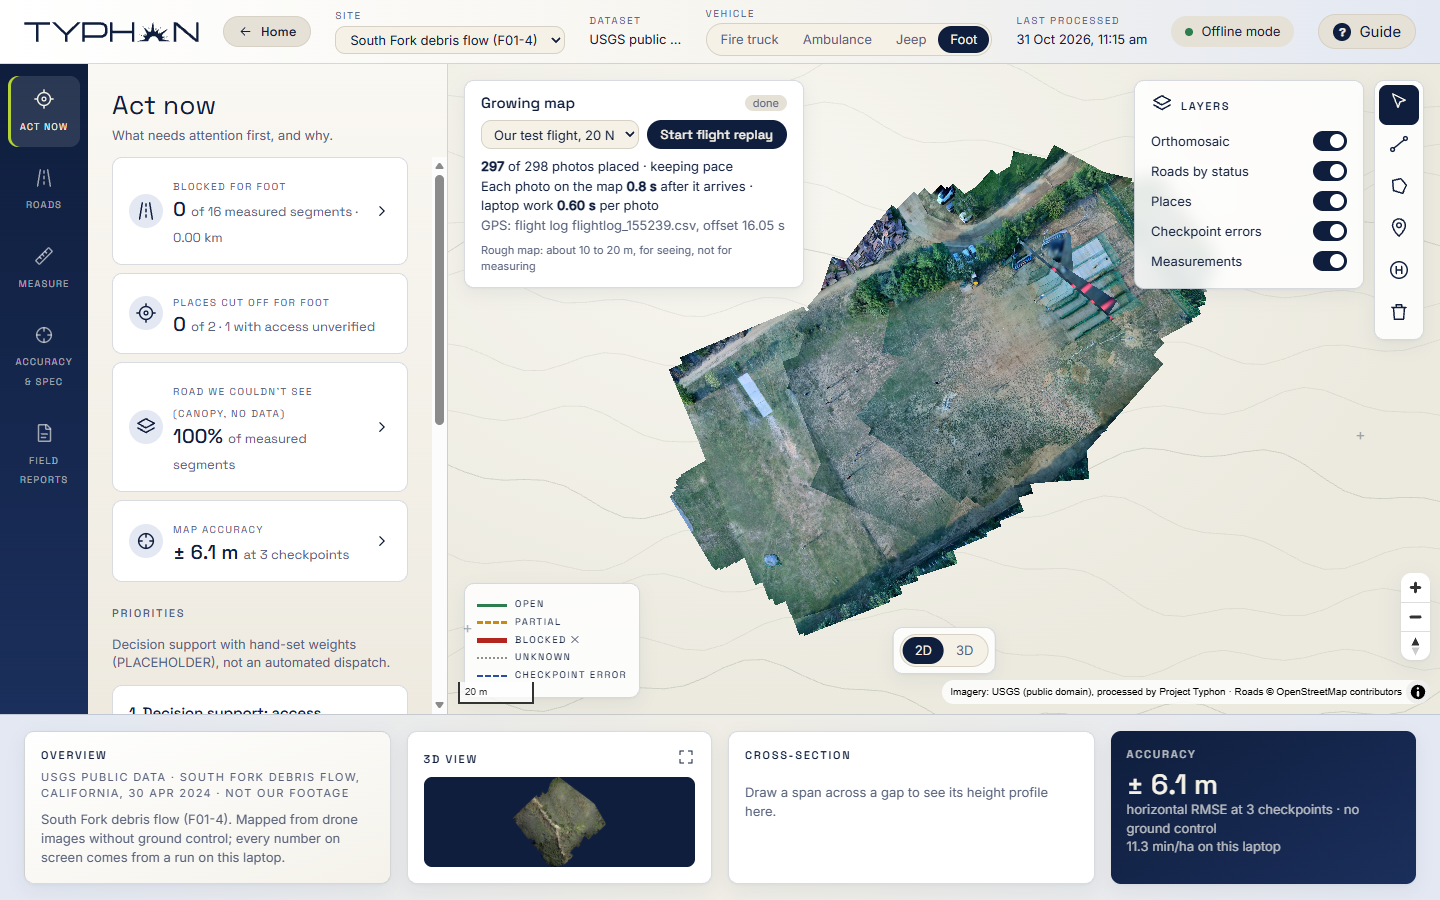 TYPHON
Home
SITE
South Fork debris flow (F01-4)
DATASET
USGS public ...
VEHICLE
Fire truck
Ambulance
Jeep
Foot
LAST PROCESSED
31 Oct 2026, 11:15 am
Offline mode
? Guide
ACT NOW
ROADS
MEASURE
ACCURACY
& SPEC
FIELD
REPORTS
Act now
What needs attention first, and why.
BLOCKED FOR FOOT
0 of 16 measured segments ·
0.00 km
PLACES CUT OFF FOR FOOT
0 of 2 · 1 with access unverified
ROAD WE COULDN'T SEE
(CANOPY, NO DATA)
100% of measured
segments
MAP ACCURACY
± 6.1 m at 3 checkpoints
PRIORITIES
Decision support with hand-set weights
(PLACEHOLDER), not an automated dispatch.
1. Decision support: access
Growing map
done
Our test flight, 20 N
Start flight replay
297 of 298 photos placed · keeping pace
Each photo on the map 0.8 s after it arrives ·
laptop work 0.60 s per photo
GPS: flight log flightlog_155239.csv, offset 16.05 s
Rough map: about 10 to 20 m, for seeing, not for
measuring
LAYERS
Orthomosaic
Roads by status
Places
Checkpoint errors
Measurements
H
OPEN
PARTIAL
BLOCKED ×
UNKNOWN
CHECKPOINT ERROR
20 m
2D
3D
Imagery: USGS (public domain), processed by Project Typhon · Roads © OpenStreetMap contributors
OVERVIEW
USGS PUBLIC DATA · SOUTH FORK DEBRIS FLOW,
CALIFORNIA, 30 APR 2024 · NOT OUR FOOTAGE
South Fork debris flow (F01-4). Mapped from drone
images without ground control; every number on
screen comes from a run on this laptop.
3D VIEW
CROSS-SECTION
Draw a span across a gap to see its height profile
here.
ACCURACY
± 6.1 m
horizontal RMSE at 3 checkpoints · no
ground control
11.3 min/ha on this laptop